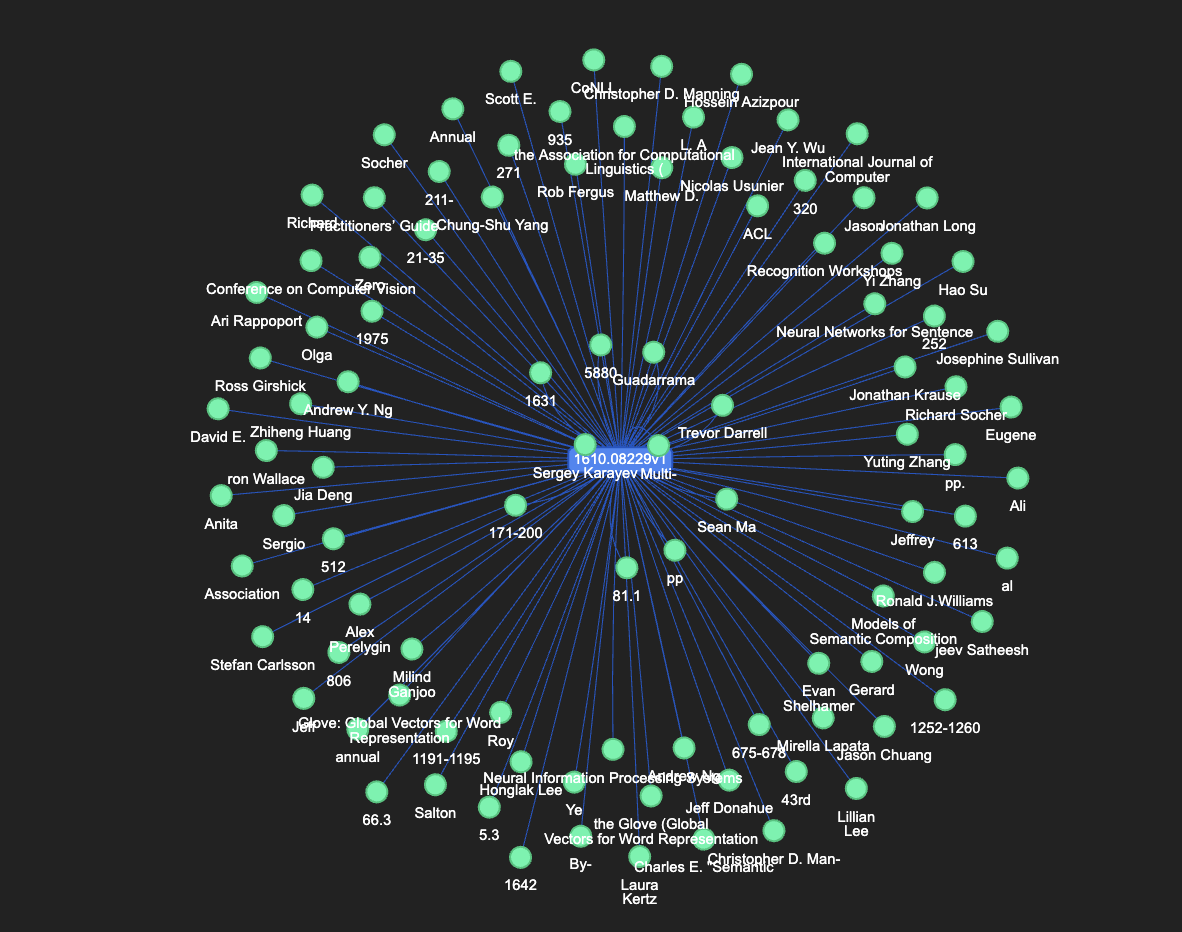 CoNLL
Christopher D. Manning
Scott E.
Hossein Azizpour
Annual
935
L. A
Jean Y. Wu
Socher
271
the Association for Computational
Linguistics (
International Journal of
Computer
211-
Rob Fergus
Matthew D.
Nicolas Usunier
320
Richard
Practitioners' Guide
Chung-Shu Yang
ACL
Jason
Jonathan Long
21-35
Recognition Workshops
Conference on Computer Vision
Zero
Yi Zhang
Hao Su
Ari Rappoport
1975
Neural Networks for Sentence
252
Olga
Josephine Sullivan
5880
Guadarrama
Ross Girshick
1631
Jonathan Krause
Andrew Y. Ng
Richard Socher
David E.
Zhiheng Huang
Trevor Darrell
Eugene
1610.08229v1
Yuting Zhang
ron Wallace
Sergey Karayev
Multi-
pp.
Jia Deng
Ali
Anita
Sean Ma
Sergio
171-200
Jeffrey
613
512
pp
al
Association
81.1
Ronald J.Williams
14
Models of
Semantic Composition
Alex
Perelygin
jeev Satheesh
Stefan Carlsson
Wong
806
Milind
Ganjoo
Evan
Shelhamer
Gerard
Jeff
Glove: Global Vectors for Word
Representation
1252-1260
annual
1191-1195
Roy
675-678
Mirella Lapata
Jason Chuang
Neural Information Processing Systems
Andrew Ng
Honglak Lee
43rd
66.3
Salton
Ye
Jeff Donahue
Lillian
Lee
5.3
the Glove (Global
Vectors for Word Representation
By-
Charles E. "Semantic
Christopher D. Man-
1642
Laura
Kertz